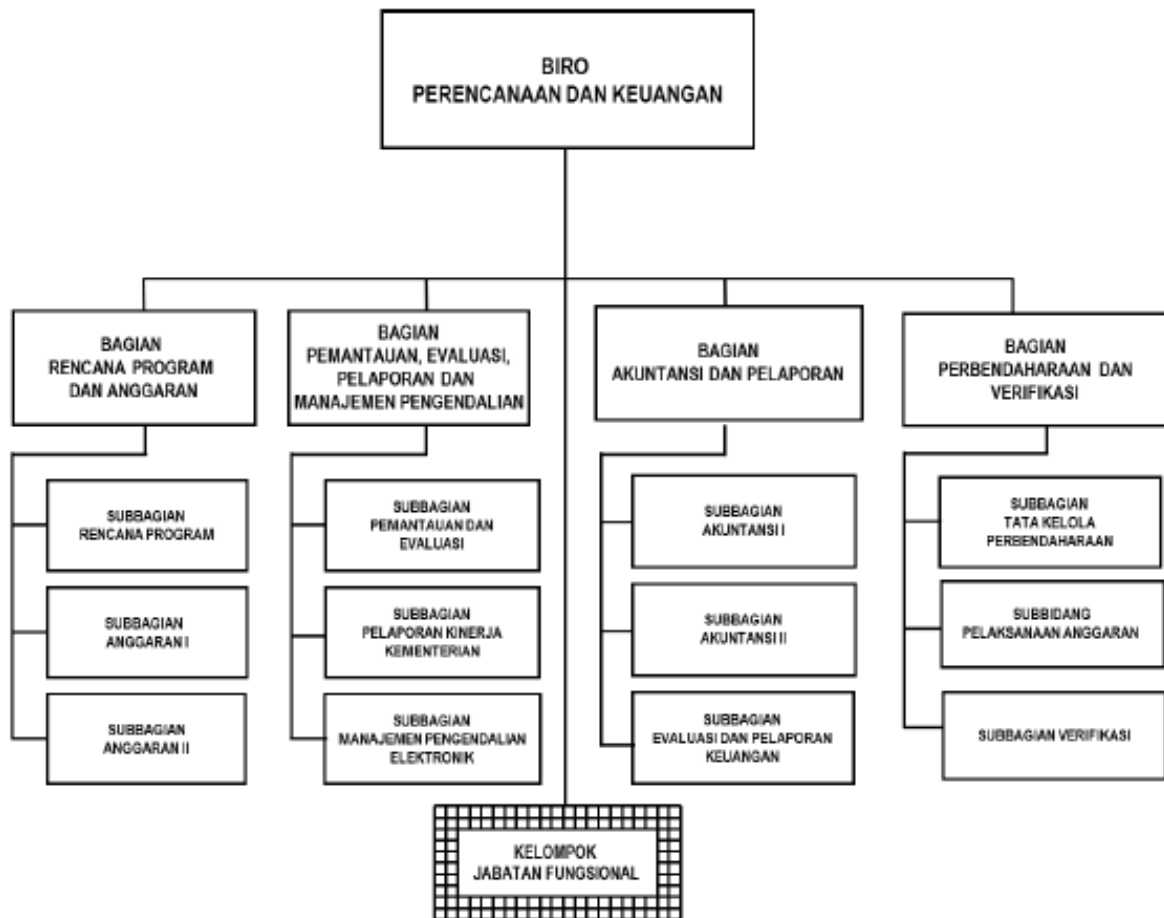 BIRO
PERENCANAAN DAN KEUANGAN
BAGIAN
RENCANA PROGRAM
DAN ANGGARAN
BAGIAN
PEMANTAUAN, EVALUASI,
PELAPORAN DAN
MANAJEMEN PENGENDALIAN
BAGIAN
AKUNTANSI DAN PELAPORAN
BAGIAN
PERBENDAHARAAN DAN
VERIFIKASI
SUBBAGIAN
RENCANA PROGRAM
SUBBAGIAN
ANGGARAN I
SUBBAGIAN
ANGGARAN II
SUBBAGIAN
PEMANTAUAN DAN
EVALUASI
SUBBAGIAN
PELAPORAN KINERJA
KEMENTERIAN
SUBBAGIAN
MANAJEMEN PENGENDALIAN
ELEKTRONIK
SUBBAGIAN
AKUNTANSI I
SUBBAGIAN
AKUNTANSI II
SUBBAGIAN
EVALUASI DAN PELAPORAN
KEUANGAN
SUBBAGIAN
TATA KELOLA
PERBENDAHARAAN
SUBBIDANG
PELAKSANAAN ANGGARAN
SUBBAGIAN VERIFIKASI
KELOMPOK
JABATAN FUNGSIONAL